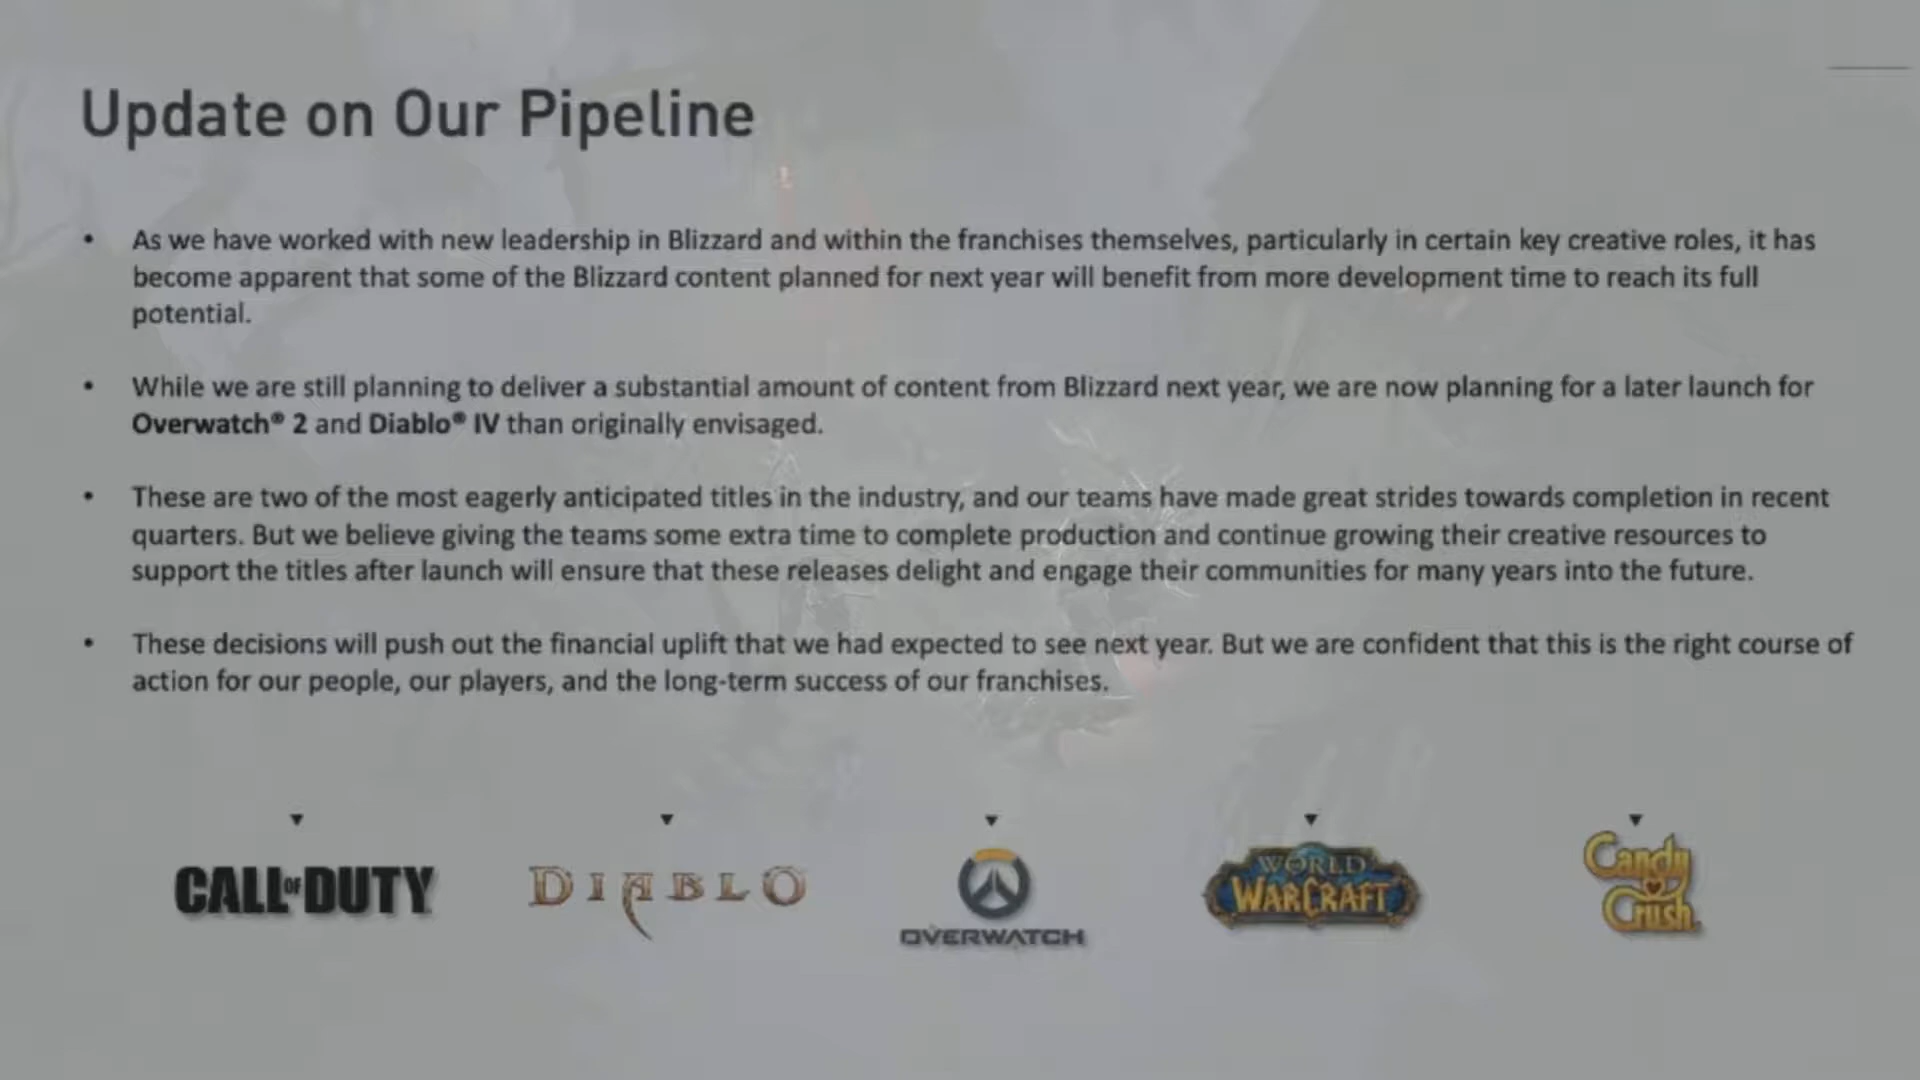 Update on Our Pipeline
• As we have worked with new leadership in Blizzard and within the franchises themselves, particularly in certain key creative roles, it has
become apparent that some of the Blizzard content planned for next year will benefit from more development time to reach its full
potential.
• While we are still planning to deliver a substantial amount of content from Blizzard next year, we are now planning for a later launch for
Overwatch® 2 and Diablo® IV than originally envisaged.
• These are two of the most eagerly anticipated titles in the industry, and our teams have made great strides towards completion in recent
quarters. But we believe giving the teams some extra time to complete production and continue growing their creative resources to
support the titles after launch will ensure that these releases delight and engage their communities for many years into the future.
• These decisions will push out the financial uplift that we had expected to see next year. But we are confident that this is the right course of
action for our people, our players, and the long-term success of our franchises.
CALL OF DUTY
DIABLO
OVERWATCH
WORLD
WARCRAFT
Candy
Crush